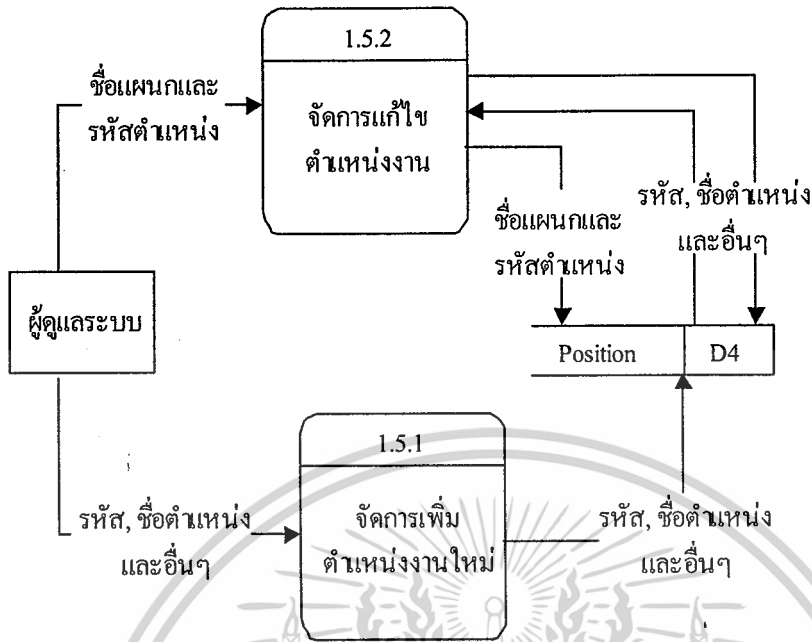 1.5.2
จัดการแก้ไข
ตำแหน่งงาน
ชื่อแผนกและ
รหัสตำแหน่ง
ชื่อแผนกและ
รหัสตำแหน่ง
รหัส, ชื่อตำแหน่ง
และอื่นๆ
ผู้ดูแลระบบ
Position
D4
1.5.1
จัดการเพิ่ม
ตำแหน่งงานใหม่
รหัส, ชื่อตำแหน่ง
และอื่นๆ
รหัส, ชื่อตำแหน่ง
และอื่นๆ